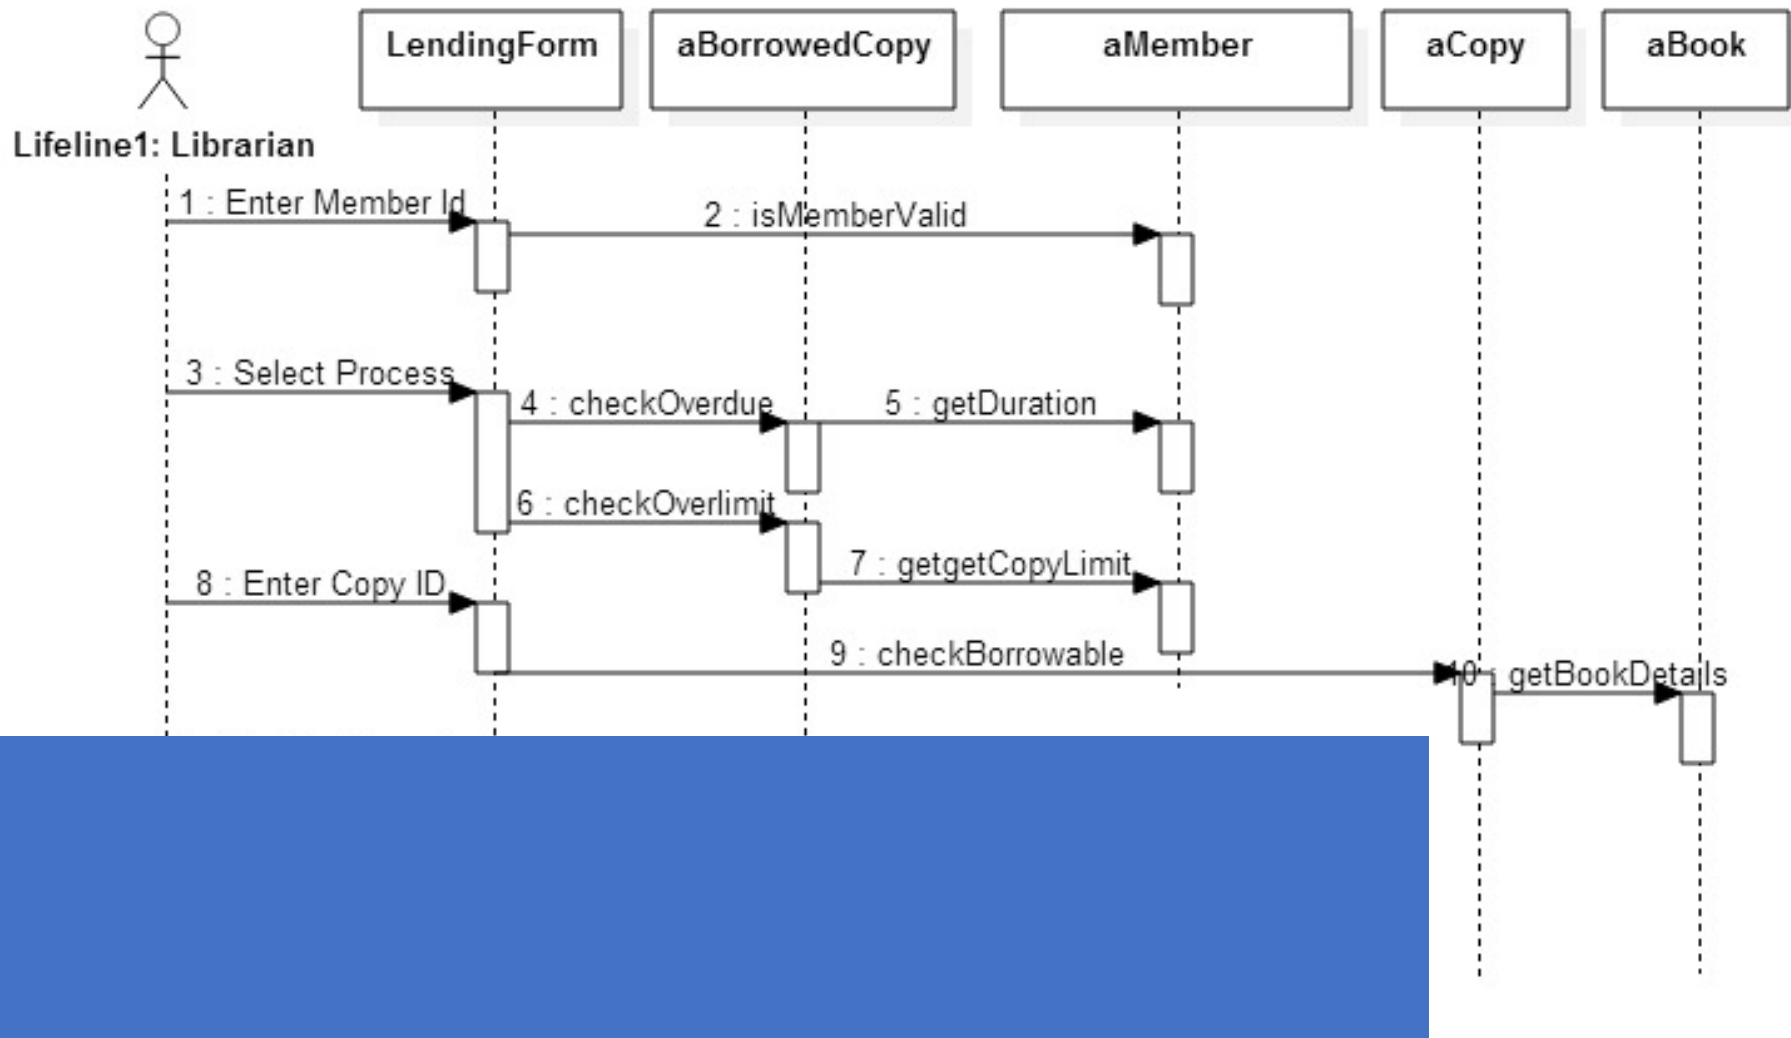 LendingForm
aBorrowedCopy
aMember
aCopy
aBook
Lifeline1: Librarian
1 : Enter Member Id
2 : isMemberValid
3 : Select Process
4 : checkOverdue
5 : getDuration
6 : checkOverlimit
7 : getgetCopyLimit
8 : Enter Copy ID
9 : checkBorrowable
10 : getBookDetails